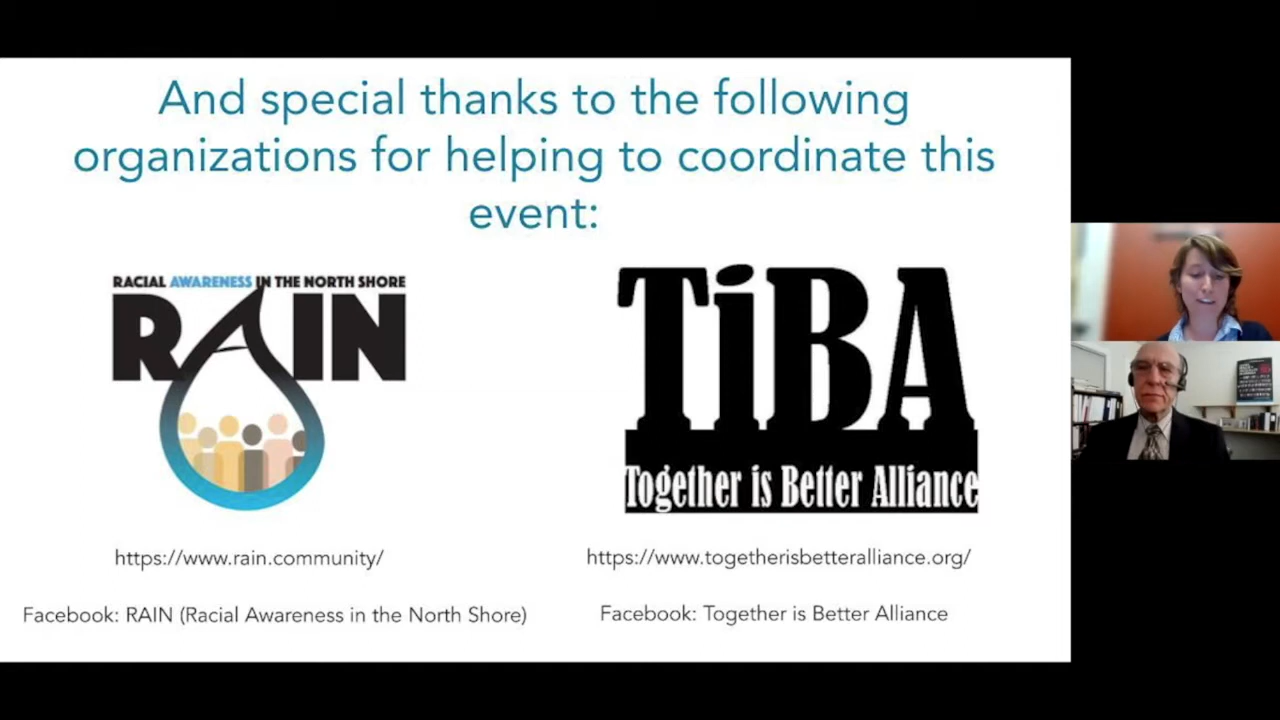 And special thanks to the following
organizations for helping to coordinate this
event:
RACIAL AWARENESS IN THE NORTH SHORE
RAIN
TiBA
Together is Better Alliance
https://www.rain.community/
https://www.togetherisbetteralliance.org/
Facebook: RAIN (Racial Awareness in the North Shore)
Facebook: Together is Better Alliance